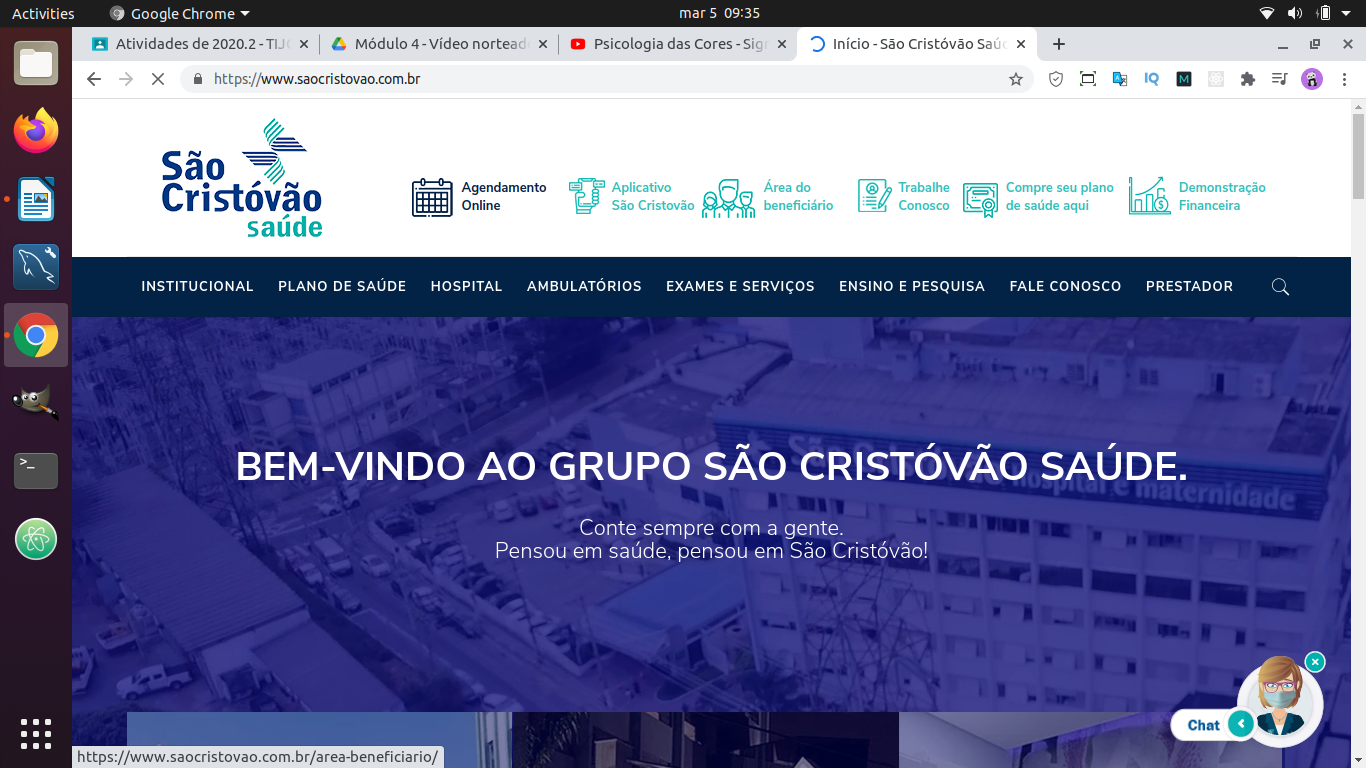 Activities
Google Chrome
mar 5 09:35
Atividades de 2020.2 - TIJ
Módulo 4 - Vídeo nortead
Psicologia das Cores - Sig
Início - São Cristóvão Saúd
https://www.saocristovao.com.br
IQ
M
São
Cristóvão
saúde
Agendamento
Online
Aplicativo
São Cristovão
Área do
beneficiário
Trabalhe
Conosco
Compre seu plano
de saúde aqui
Demonstração
Financeira
INSTITUCIONAL
PLANO DE SAÚDE
HOSPITAL
AMBULATÓRIOS
EXAMES E SERVIÇOS
ENSINO E PESQUISA
FALE CONOSCO
PRESTADOR
BEM-VINDO AO GRUPO SÃO CRISTÓVÃO SAÚDE.
Conte sempre com a gente.
Pensou em saúde, pensou em São Cristóvão!
Chat
https://www.saocristovao.com.br/area-beneficiario/